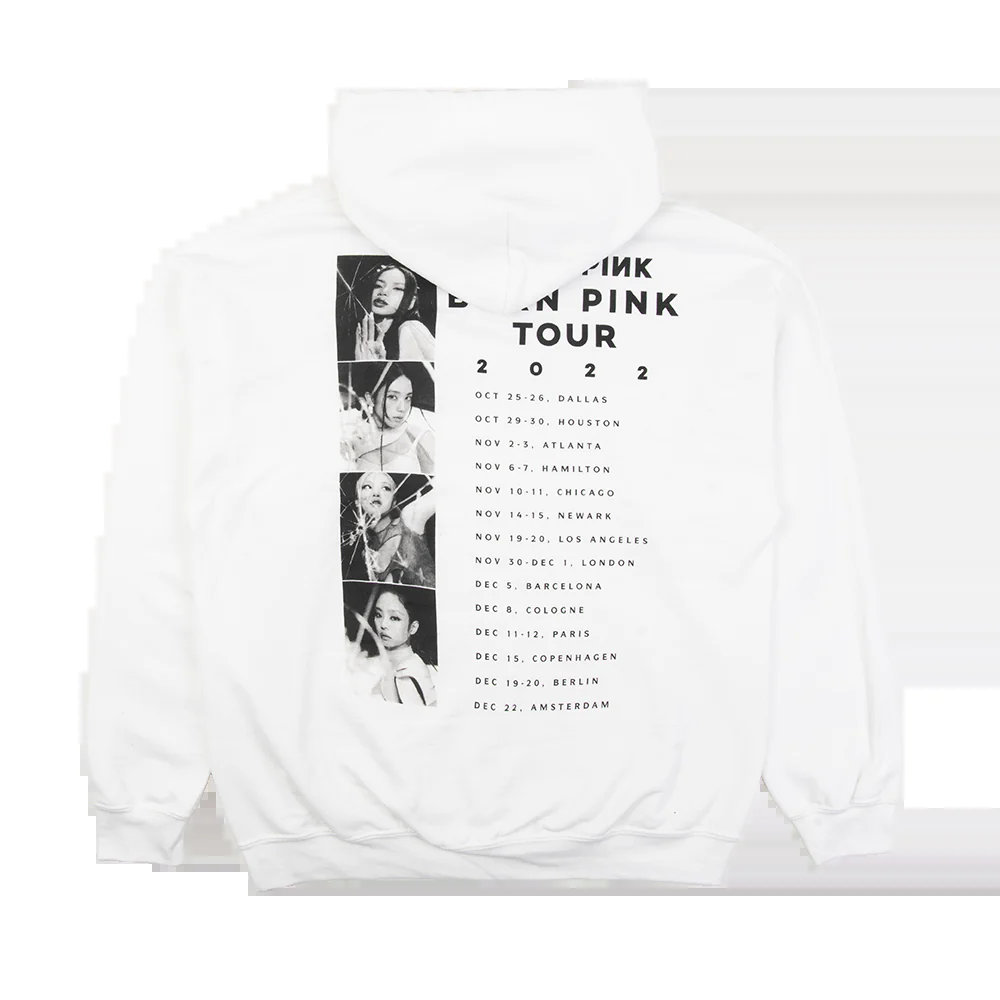 PIИK
PINK
TOUR
2 0 2 2
OCT 25-26, DALLAS
OCT 29-30, HOUSTON
NOV 2-3, ATLANTA
NOV 6-7, HAMILTON
NOV 10-11, CHICAGO
NOV 14-15, NEWARK
NOV 19-20, LOS ANGELES
NOV 30-DEC 1, LONDON
DEC 5, BARCELONA
DEC 8, COLOGNE
DEC 11-12, PARIS
DEC 15, COPENHAGEN
DEC 19-20, BERLIN
DEC 22, AMSTERDAM